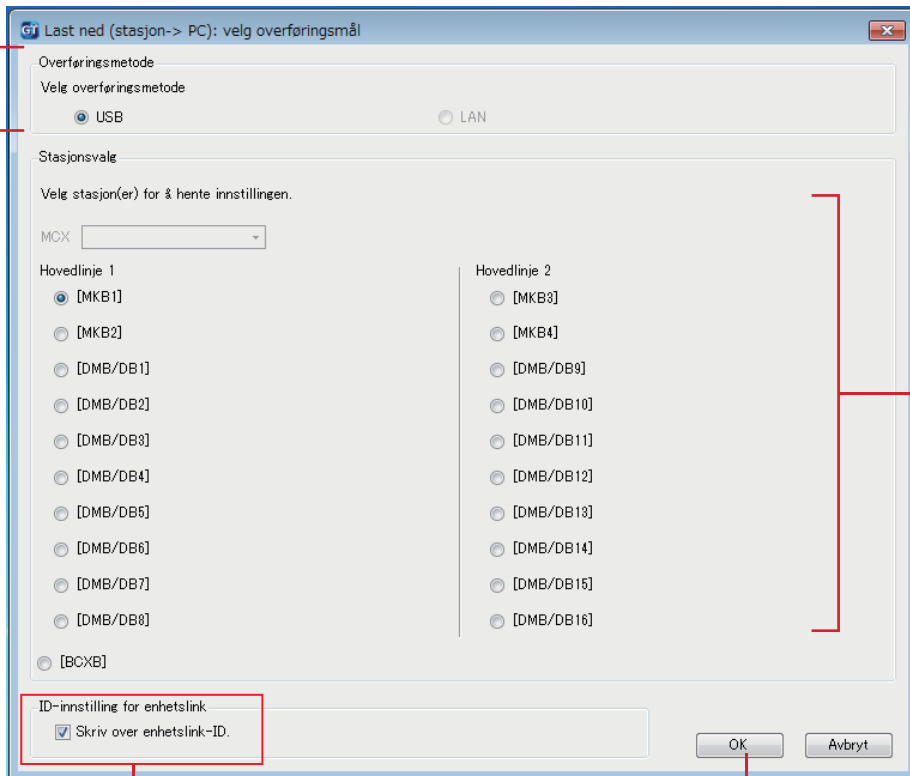 GT Last ned (stasjon-> PC): velg overføringsmål
Overføringsmetode
Velg overføringsmetode
USB
LAN
Stasjonsvalg
Velg stasjon(er) for å hente innstillingen.
MCX
Hovedlinje 1
Hovedlinje 2
[MKB1]
[MKB3]
[MKB2]
[MKB4]
[DMB/DB1]
[DMB/DB9]
[DMB/DB2]
[DMB/DB10]
[DMB/DB3]
[DMB/DB11]
[DMB/DB4]
[DMB/DB12]
[DMB/DB5]
[DMB/DB13]
[DMB/DB6]
[DMB/DB14]
[DMB/DB7]
[DMB/DB15]
[DMB/DB8]
[DMB/DB16]
[BCXB]
ID-innstilling for enhetslink
Skriv over enhetslink-ID.
OK
Avbryt